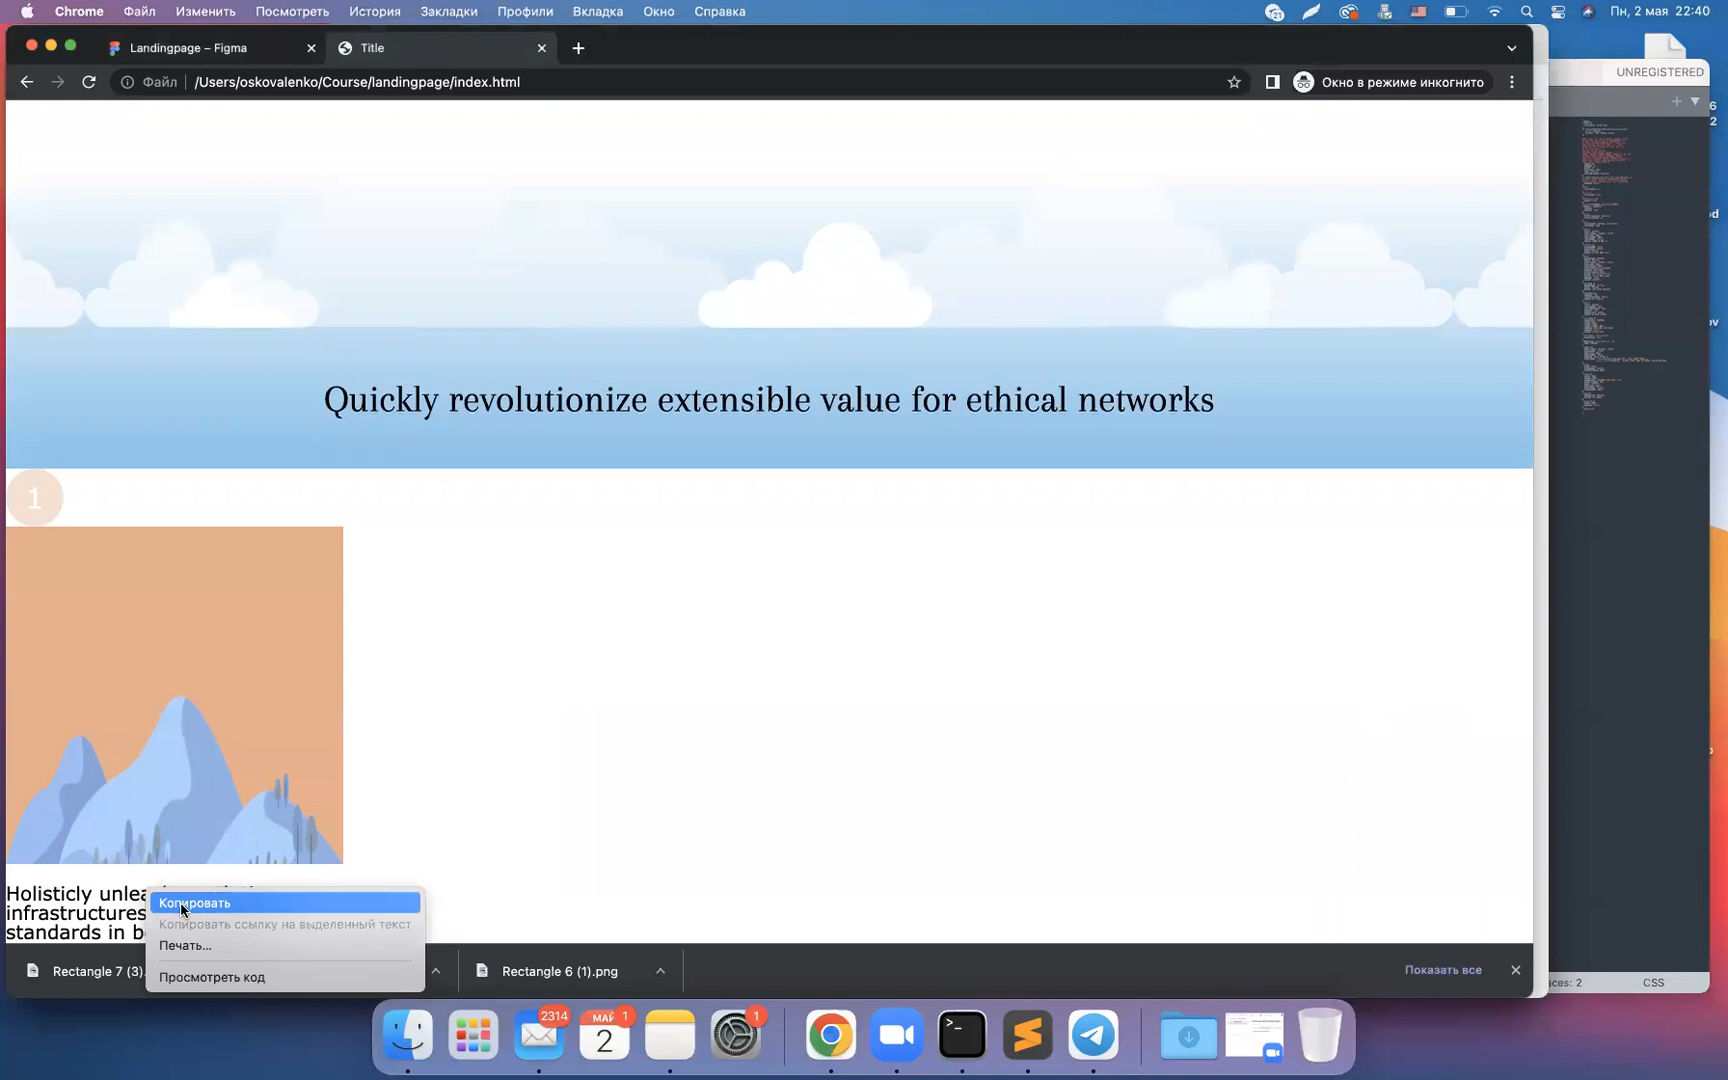 Chrome Файл Изменить Посмотреть История Закладки Профили Вкладка Окно Справка 21 Пн, 2 мая 22:40
Landingpage – Figma Title
UNREGISTERED
Файл /Users/oskovalenko/Course/landingpage/index.html Окно в режиме инкогнито
Quickly revolutionize extensible value for ethical networks
1
Holisticly
infrastructures
standards in
Копировать
Копировать ссылку на выделенный текст
Печать...
Просмотреть код
Rectangle 7 (3). Rectangle 6 (1).png Показать все
2 CSS
2314 МАЙ 1 1
2